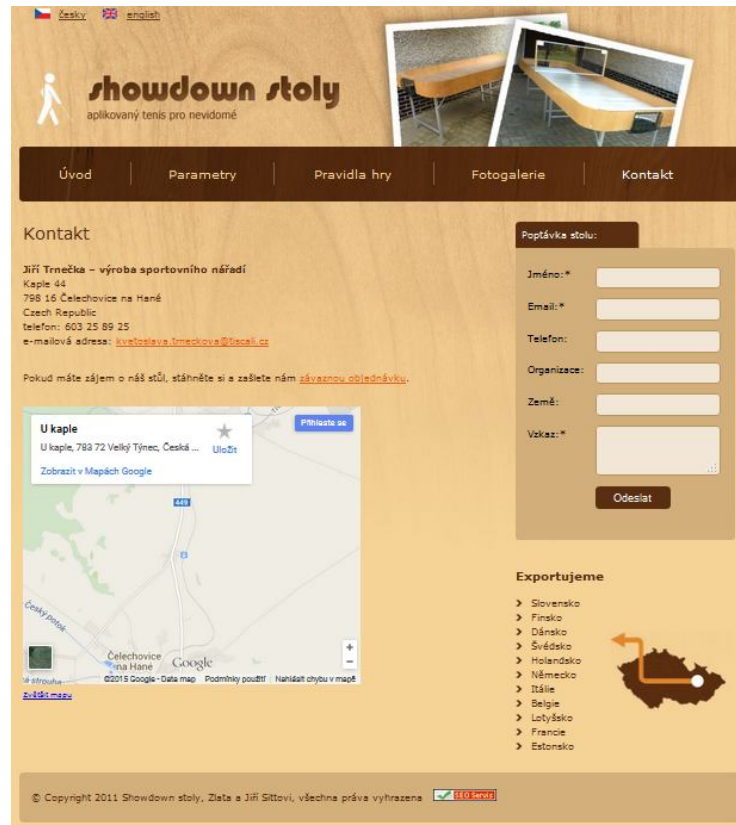 česky english
showdown stoly
aplikovaný tenis pro nevidomé
Úvod Parametry Pravidla hry Fotogalerie Kontakt
Kontakt
Jiří Trnečka – výroba sportovního nářadí
Kaple 44
798 16 Čelechovice na Hané
Czech Republic
telefon: 603 25 89 25
e-mailová adresa: kvetoslava.trneckova@tiscali.cz
Pokud máte zájem o náš stůl, stáhněte si a zašlete nám závaznou objednávku.
U kaple
U kaple, 783 72 Velký Týnec, Česká ...
Uložit
Zobrazit v Mapách Google
Přihlaste se
449
Český potok
Čelechovice
na Hané
Google
©2015 Google - Data map Podmínky použití Nahlásit chybu v mapě
Zvětšit mapu
Poptávka stolu:
Jméno:*
Email:*
Telefon:
Organizace:
Země:
Vzkaz:*
Odeslat
Exportujeme
Slovensko
Finsko
Dánsko
Švédsko
Holandsko
Německo
Itálie
Belgie
Lotyšsko
Francie
Estonsko
© Copyright 2011 Showdown stoly, Zlata a Jiří Sittovi, všechna práva vyhrazena SEO Servis